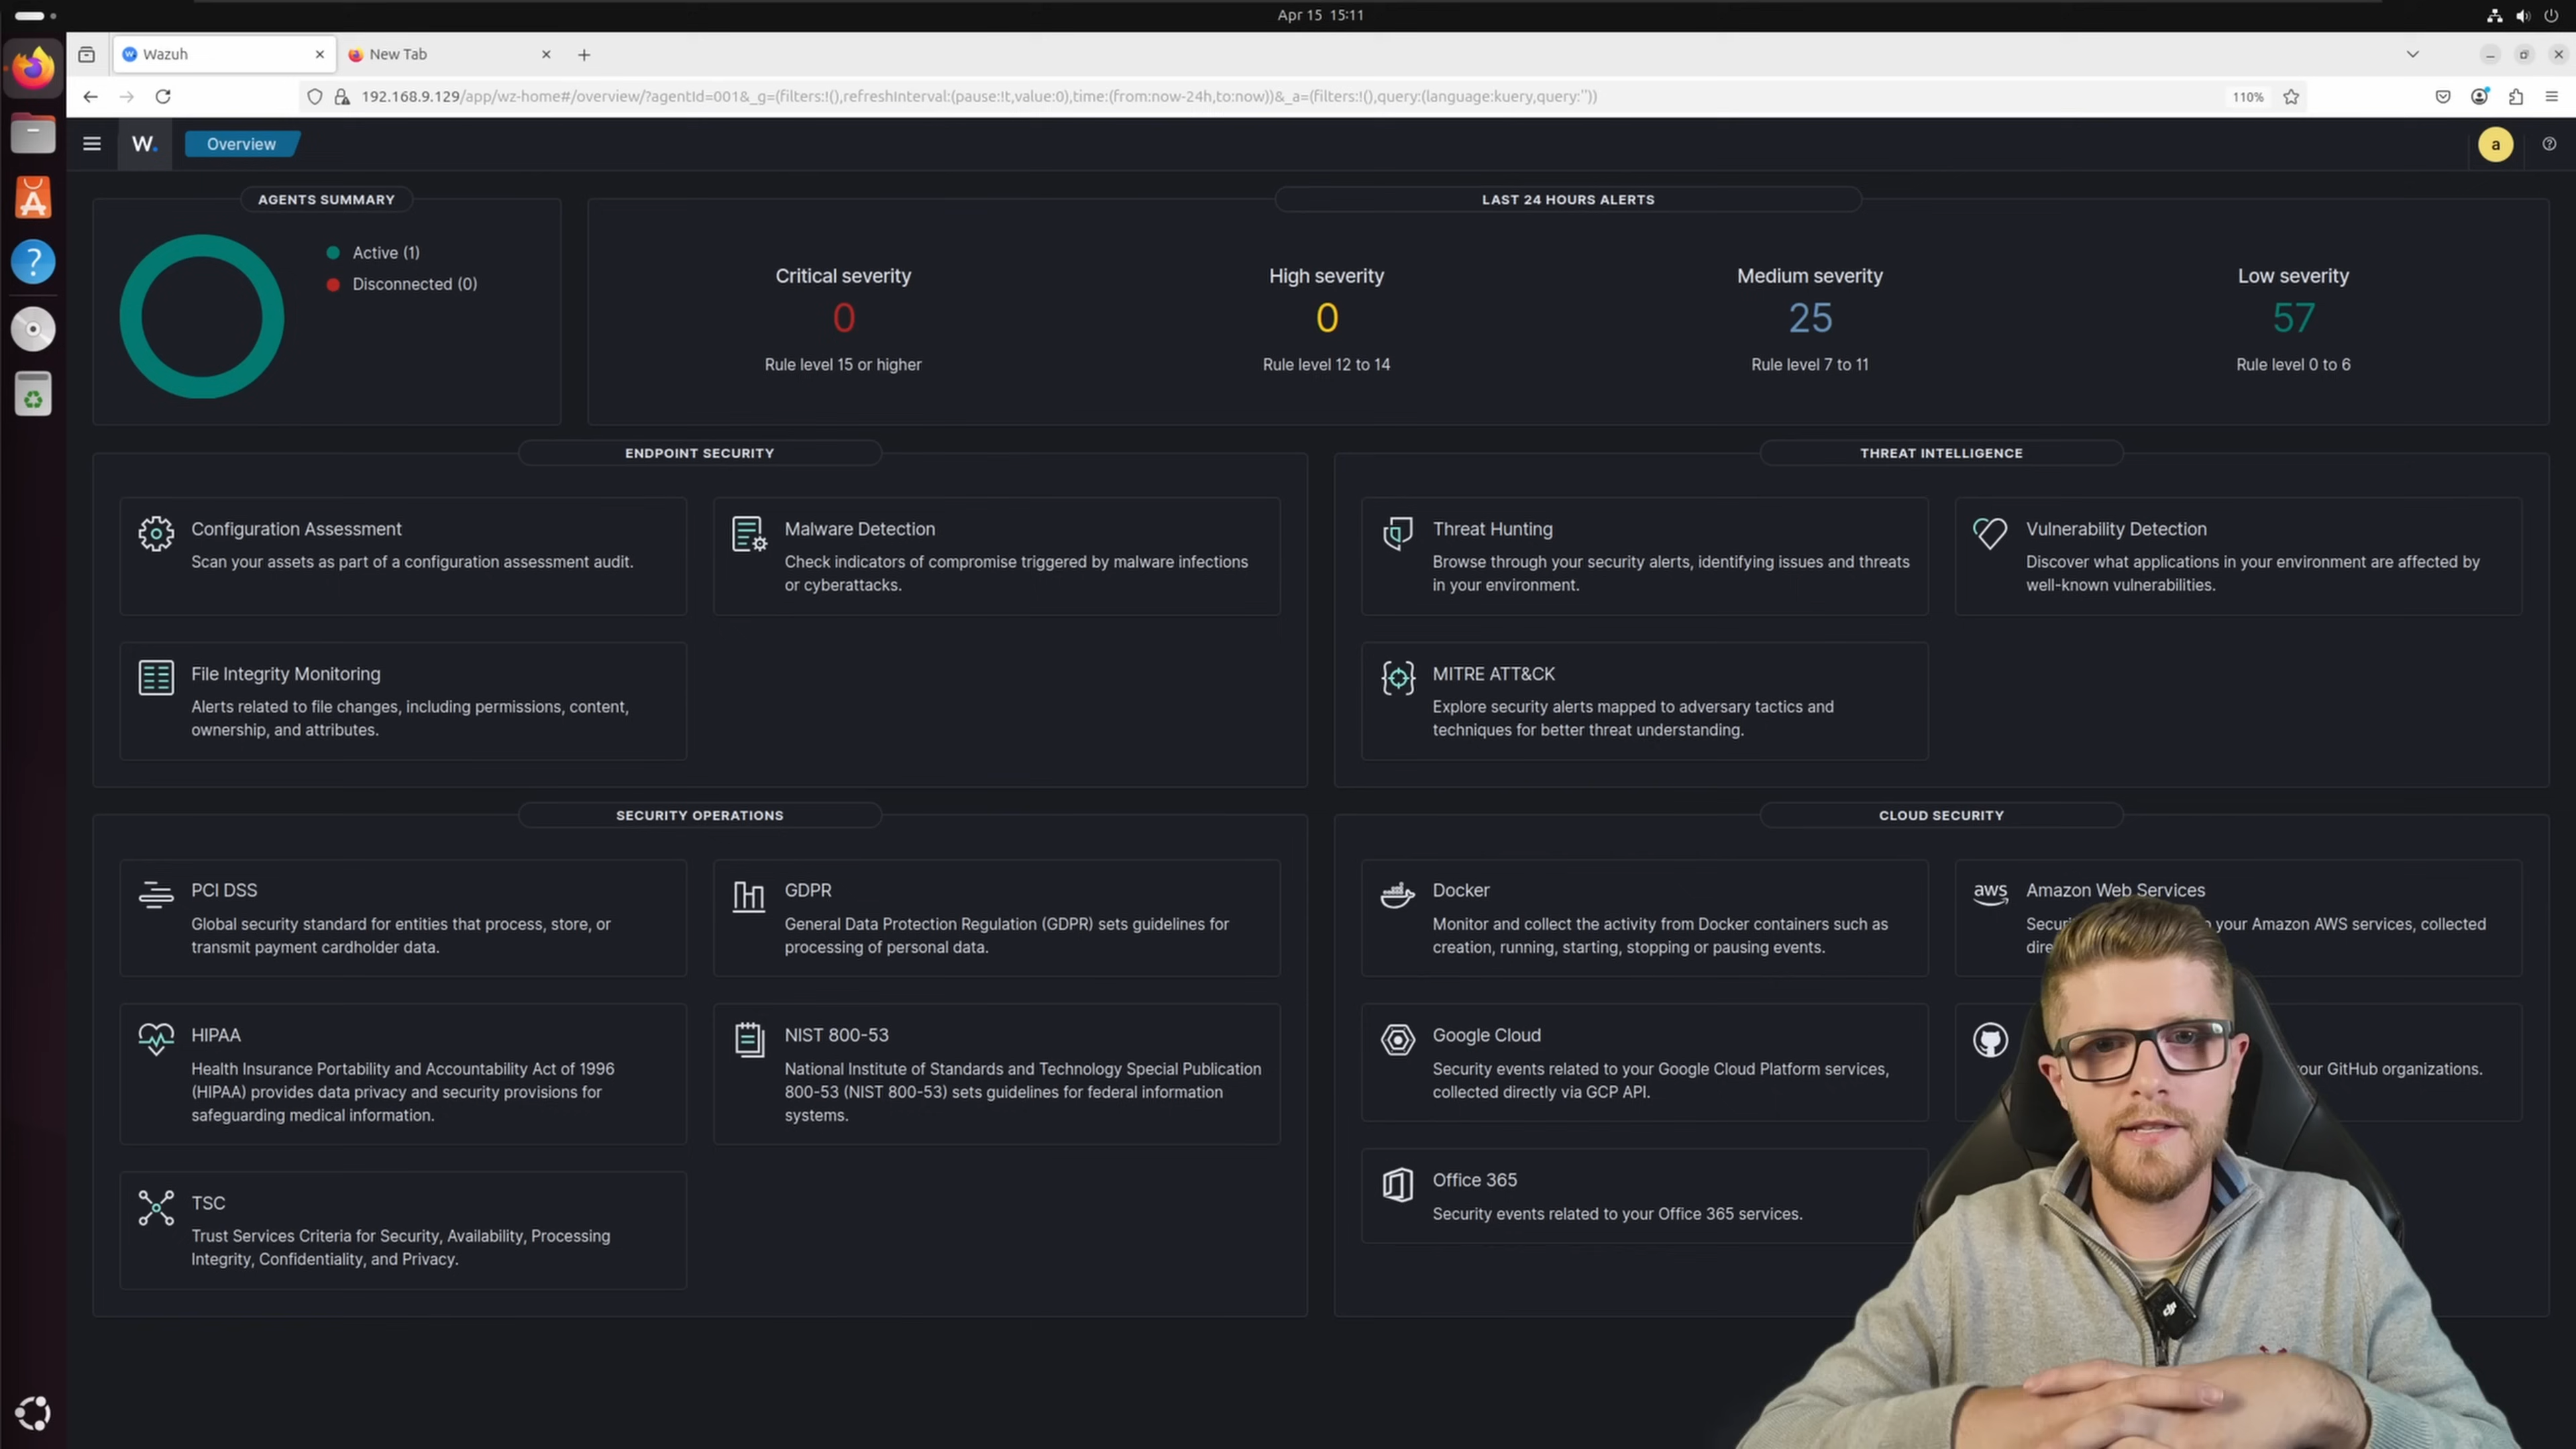 Apr 15 15:11
Wazuh
New Tab
192.168.9.129/app/wz-home#/overview/?agentId=001&_g=(filters:!(),refreshInterval:(pause:!t,value:0),time:(from:now-24h,to:now))&_a=(filters:!(),query:(language:kuery,query:''))
110%
W.
Overview
a
AGENTS SUMMARY
Active (1)
Disconnected (0)
LAST 24 HOURS ALERTS
Critical severity
0
Rule level 15 or higher
High severity
0
Rule level 12 to 14
Medium severity
25
Rule level 7 to 11
Low severity
57
Rule level 0 to 6
ENDPOINT SECURITY
Configuration Assessment
Scan your assets as part of a configuration assessment audit.
Malware Detection
Check indicators of compromise triggered by malware infections
or cyberattacks.
File Integrity Monitoring
Alerts related to file changes, including permissions, content,
ownership, and attributes.
THREAT INTELLIGENCE
Threat Hunting
Browse through your security alerts, identifying issues and threats
in your environment.
Vulnerability Detection
Discover what applications in your environment are affected by
well-known vulnerabilities.
MITRE ATT&CK
Explore security alerts mapped to adversary tactics and
techniques for better threat understanding.
SECURITY OPERATIONS
PCI DSS
Global security standard for entities that process, store, or
transmit payment cardholder data.
GDPR
General Data Protection Regulation (GDPR) sets guidelines for
processing of personal data.
HIPAA
Health Insurance Portability and Accountability Act of 1996
(HIPAA) provides data privacy and security provisions for
safeguarding medical information.
NIST 800-53
National Institute of Standards and Technology Special Publication
800-53 (NIST 800-53) sets guidelines for federal information
systems.
TSC
Trust Services Criteria for Security, Availability, Processing
Integrity, Confidentiality, and Privacy.
CLOUD SECURITY
Docker
Monitor and collect the activity from Docker containers such as
creation, running, starting, stopping or pausing events.
aws
Amazon Web Services
your Amazon AWS services, collected
Google Cloud
Security events related to your Google Cloud Platform services,
collected directly via GCP API.
GitHub organizations.
Office 365
Security events related to your Office 365 services.
dji